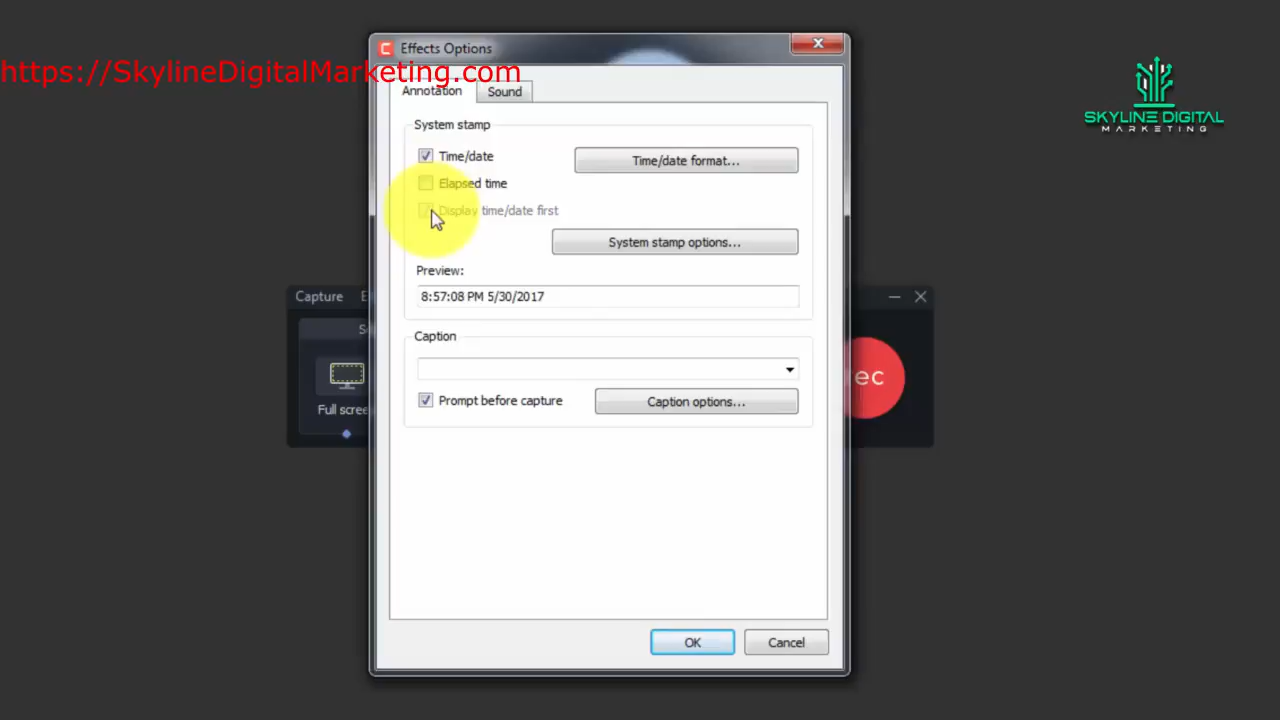 Effects Options
https://SkylineDigitalMarketing.com
Annotation
Sound
SKYLINE DIGITAL
MARKETING
System stamp
Time/date
Time/date format...
Elapsed time
Display time/date first
System stamp options...
Preview:
8:57:08 PM 5/30/2017
Capture
Caption
Full scree
ec
Prompt before capture
Caption options...
OK
Cancel